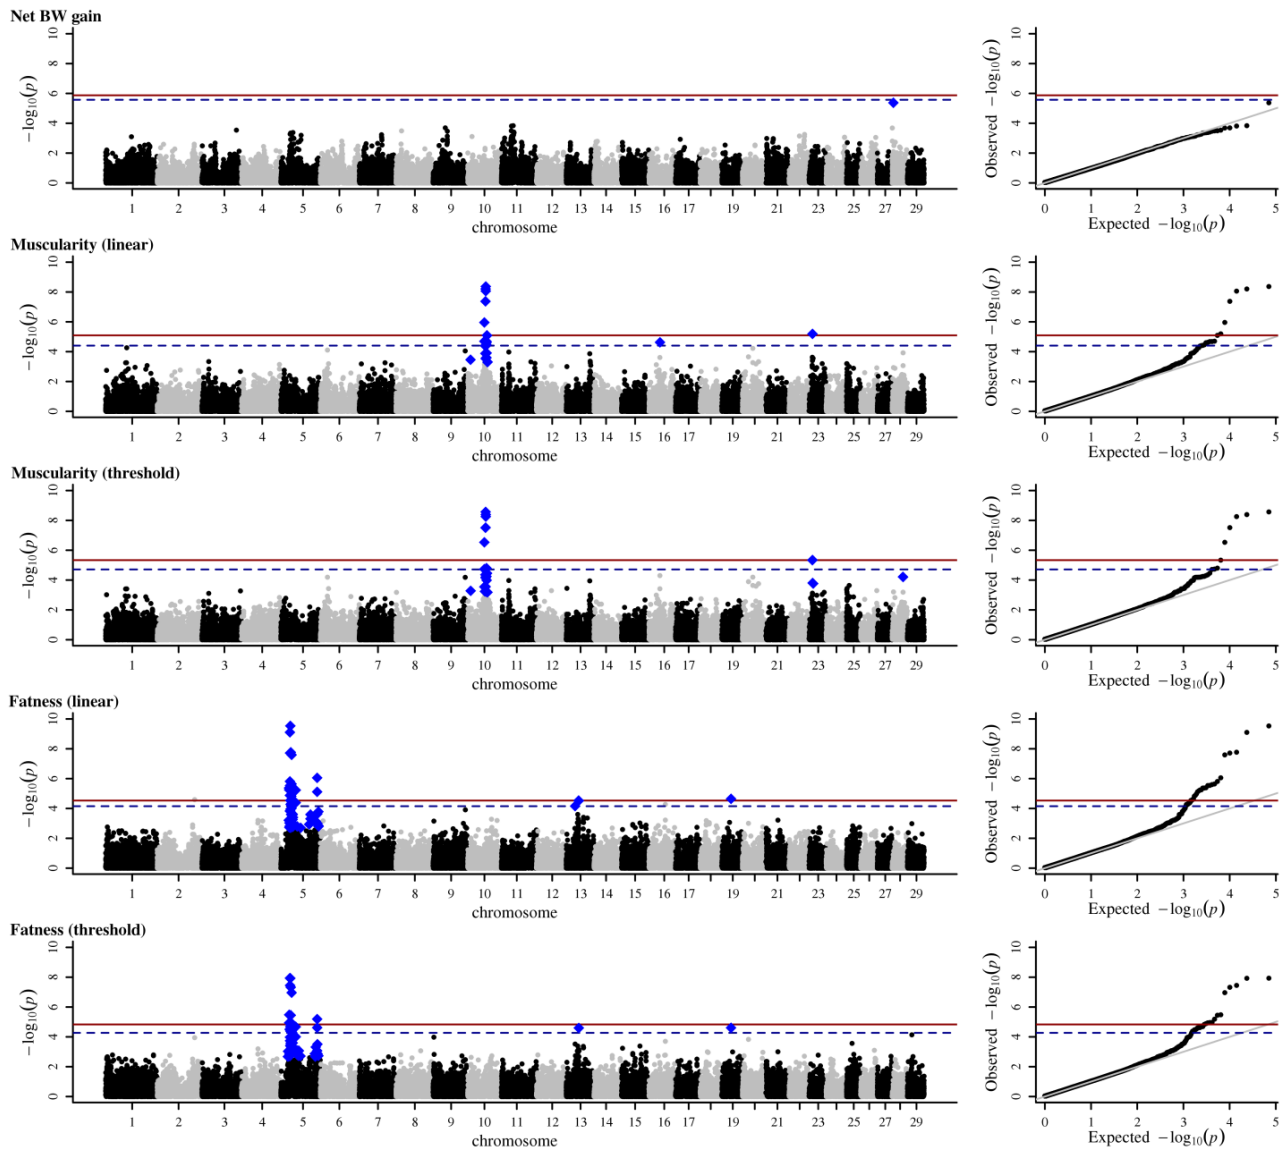 Net BW gain
−log₁₀(p)
0 2 4 6 8 10
1 2 3 4 5 6 7 8 9 10 11 12 13 14 15 16 17 19 21 23 25 27 29
chromosome
Observed −log₁₀(p)
0 2 4 6 8 10
0 1 2 3 4 5
Expected −log₁₀(p)
Muscularity (linear)
−log₁₀(p)
0 2 4 6 8 10
1 2 3 4 5 6 7 8 9 10 11 12 13 14 15 16 17 19 21 23 25 27 29
chromosome
Observed −log₁₀(p)
0 2 4 6 8 10
0 1 2 3 4 5
Expected −log₁₀(p)
Muscularity (threshold)
−log₁₀(p)
0 2 4 6 8 10
1 2 3 4 5 6 7 8 9 10 11 12 13 14 15 16 17 19 21 23 25 27 29
chromosome
Observed −log₁₀(p)
0 2 4 6 8 10
0 1 2 3 4 5
Expected −log₁₀(p)
Fatness (linear)
−log₁₀(p)
0 2 4 6 8 10
1 2 3 4 5 6 7 8 9 10 11 12 13 14 15 16 17 19 21 23 25 27 29
chromosome
Observed −log₁₀(p)
0 2 4 6 8 10
0 1 2 3 4 5
Expected −log₁₀(p)
Fatness (threshold)
−log₁₀(p)
0 2 4 6 8 10
1 2 3 4 5 6 7 8 9 10 11 12 13 14 15 16 17 19 21 23 25 27 29
chromosome
Observed −log₁₀(p)
0 2 4 6 8 10
0 1 2 3 4 5
Expected −log₁₀(p)